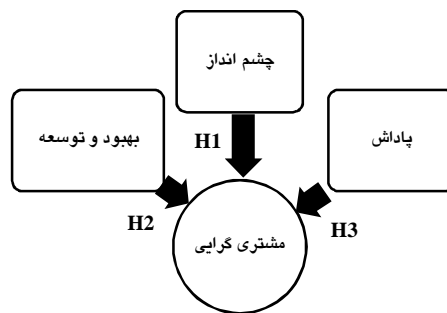 چشم انداز
بهبود و توسعه
پاداش
H1
H2
H3
مشتری گرایی